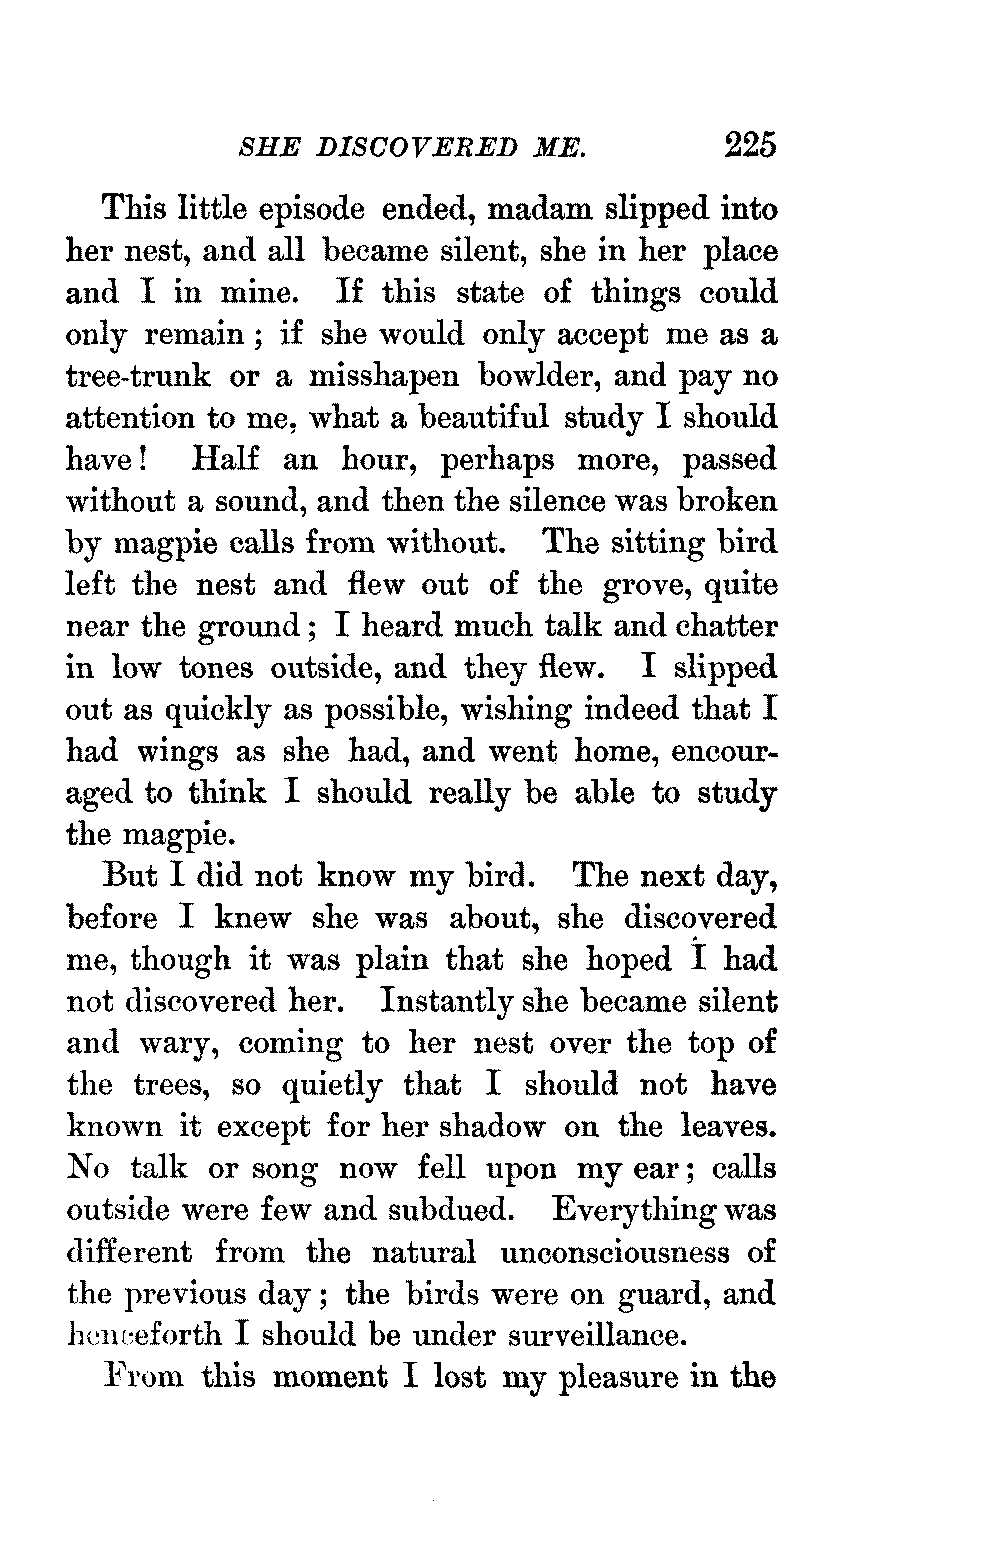 SHE DISCOVERED ME. 225
This little episode ended, madam slipped into
her nest, and all became silent, she in her place
and I in mine. If this state of things could
only remain ; if she would only accept me as a
tree-trunk or a misshapen bowlder, and pay no
attention to me, what a beautiful study I should
have ! Half an hour, perhaps more, passed
without a sound, and then the silence was broken
by magpie calls from without. The sitting bird
left the nest and flew out of the grove, quite
near the ground ; I heard much talk and chatter
in low tones outside, and they flew. I slipped
out as quickly as possible, wishing indeed that I
had wings as she had, and went home, encour-
aged to think I should really be able to study
the magpie.
But I did not know my bird. The next day,
before I knew she was about, she discovered
me, though it was plain that she hoped I had
not discovered her. Instantly she became silent
and wary, coming to her nest over the top of
the trees, so quietly that I should not have
known it except for her shadow on the leaves.
No talk or song now fell upon my ear ; calls
outside were few and subdued. Everything was
different from the natural unconsciousness of
the previous day ; the birds were on guard, and
henceforth I should be under surveillance.
From this moment I lost my pleasure in the